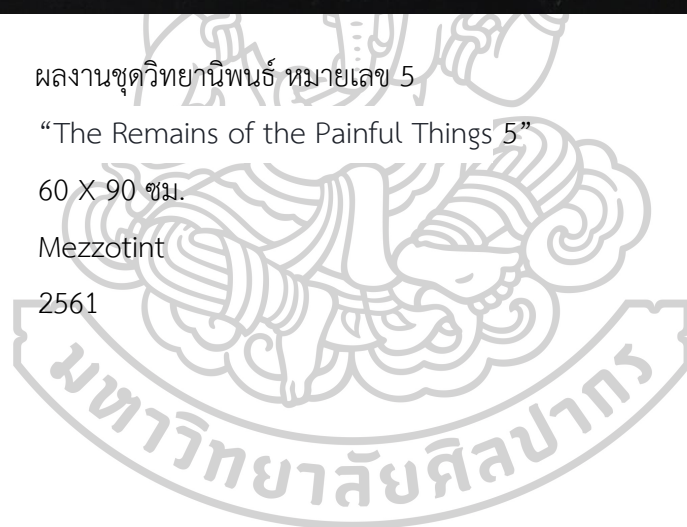 ผลงานชุดวิทยานิพนธ์ หมายเลข 5
“The Remains of the Painful Things 5”
60 X 90 ซม.
Mezzotint
2561
มหาวิทยาลัยศิลปากร